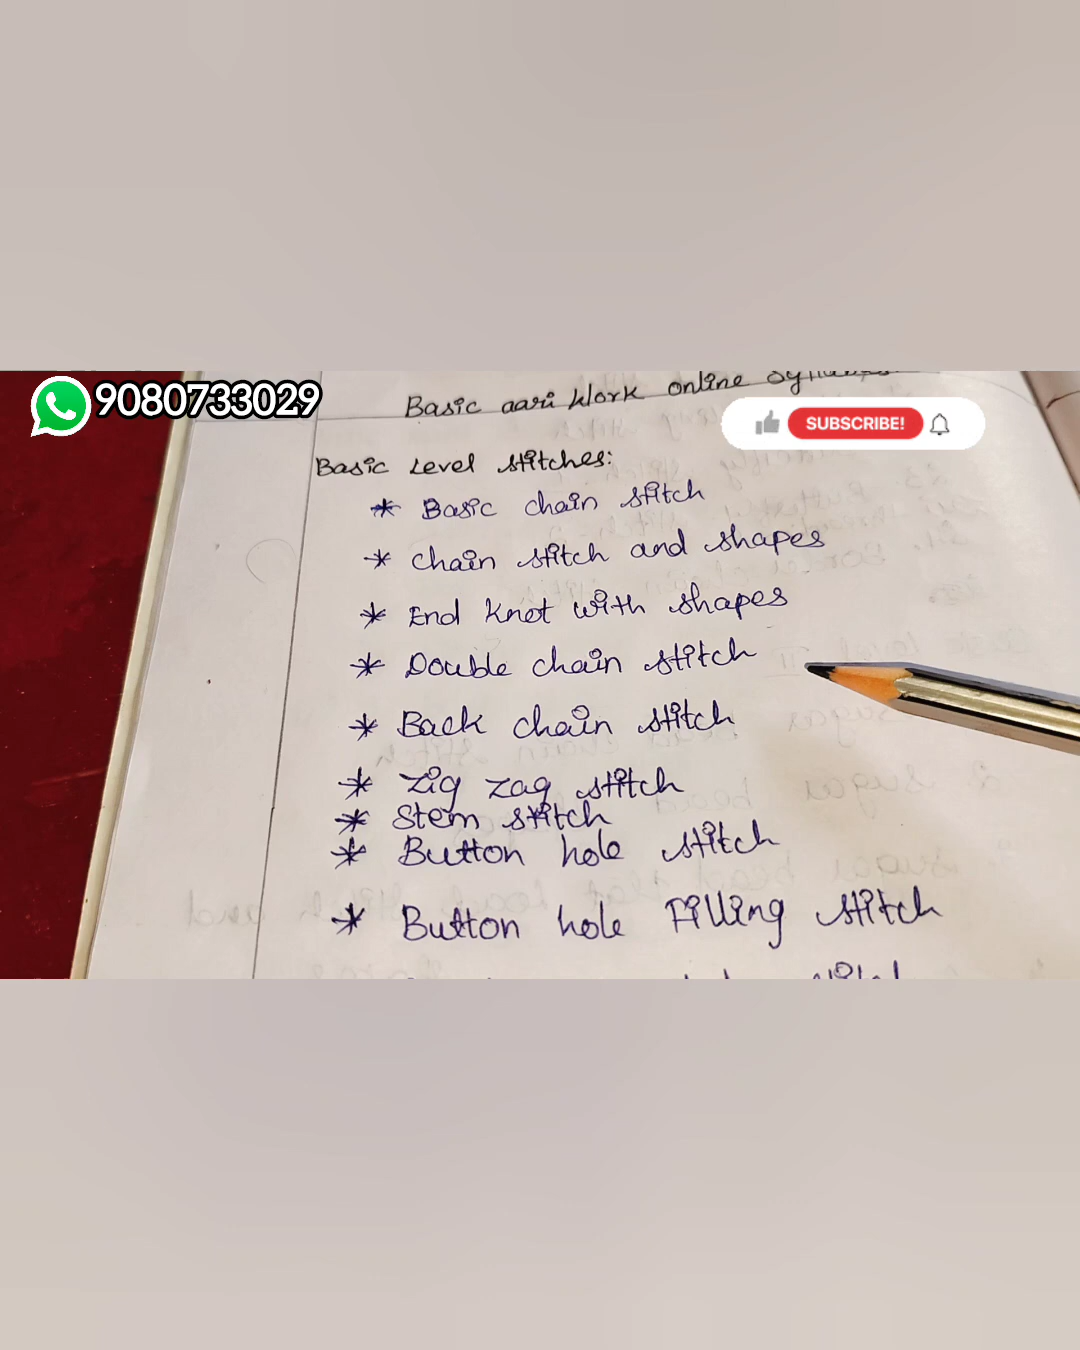 9080733029
Basic aari Work online
SUBSCRIBE!
Basic Level stitches:
* Basic chain stitch
* chain stitch and shapes
* End knot with shapes
* Double chain stitch
* Back chain stitch
* Zig zag stitch
* Stem stitch
* Button hole stitch
* Button hole Filling stitch